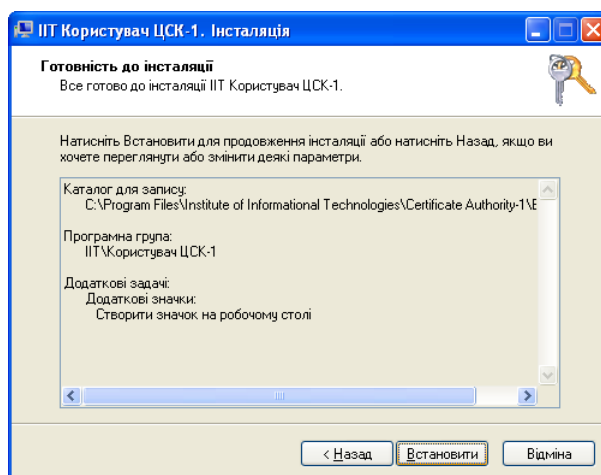 ІІТ Користувач ЦСК-1. Інсталяція
Готовність до інсталяції
Все готово до інсталяції ІІТ Користувач ЦСК-1.
Натисніть Встановити для продовження інсталяції або натисніть Назад, якщо ви
хочете переглянути або змінити деякі параметри.
Каталог для запису:
C:\Program Files\Institute of Informational Technologies\Certificate Authority-1\E
Програмна група:
ІІТ\Користувач ЦСК-1
Додаткові задачі:
Додаткові значки:
Створити значок на робочому столі
< Назад
Встановити
Відміна